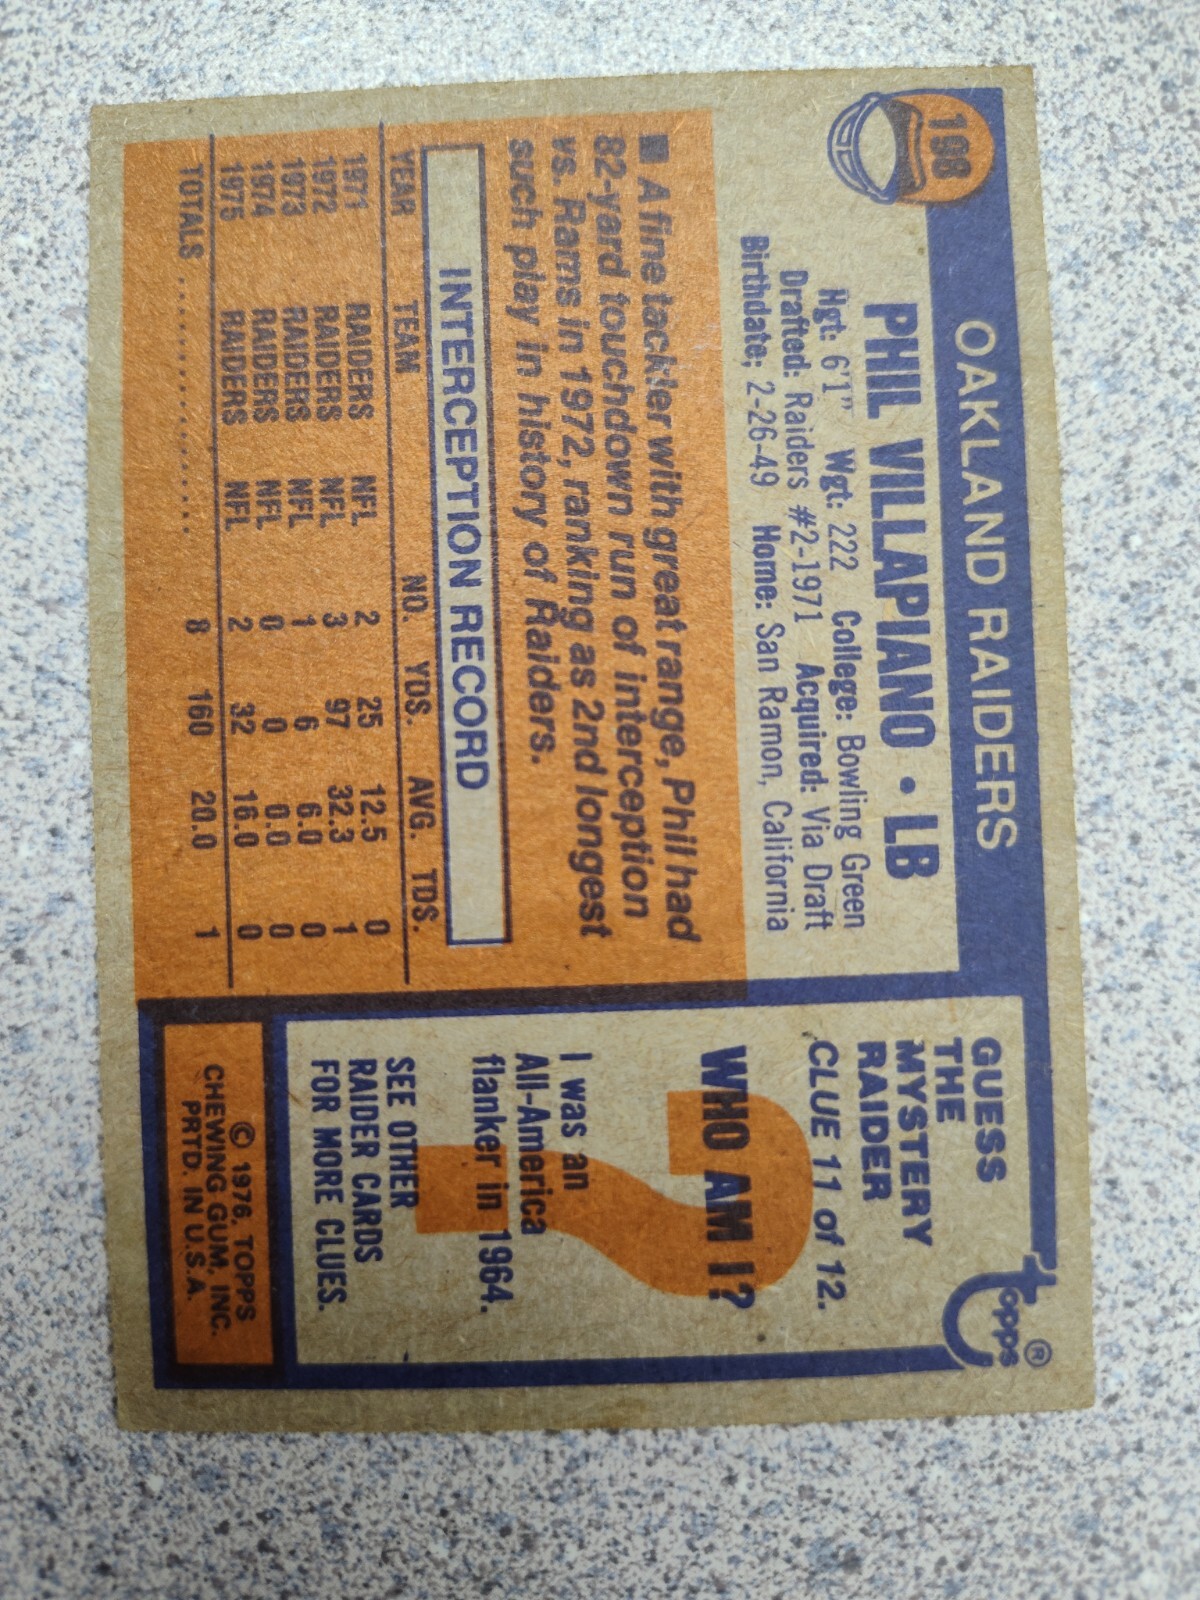 198
OAKLAND RAIDERS
PHIL VILLAPIANO • LB
Hgt: 6'1" Wgt: 222 College: Bowling Green
Drafted: Raiders #2-1971 Acquired: Via Draft
Birthdate; 2-26-49 Home: San Ramon, California
■ A fine tackler with great range, Phil had
82-yard touchdown run of interception
vs. Rams in 1972, ranking as 2nd longest
such play in history of Raiders.
INTERCEPTION RECORD
YEAR TEAM NO. YDS. AVG. TDS.
1971 RAIDERS NFL 2 25 12.5 0
1972 RAIDERS NFL 3 97 32.3 1
1973 RAIDERS NFL 1 6 6.0 0
1974 RAIDERS NFL 0 0 0.0 0
1975 RAIDERS NFL 2 32 16.0 0
TOTALS .............. 8 160 20.0 1
topps®
GUESS
THE
MYSTERY
RAIDER
CLUE 11 of 12.
WHO AM I?
I was an
All-America
flanker in 1964.
SEE OTHER
RAIDER CARDS
FOR MORE CLUES.
© 1976, TOPPS
CHEWING GUM, INC.
PRTD. IN U.S.A.